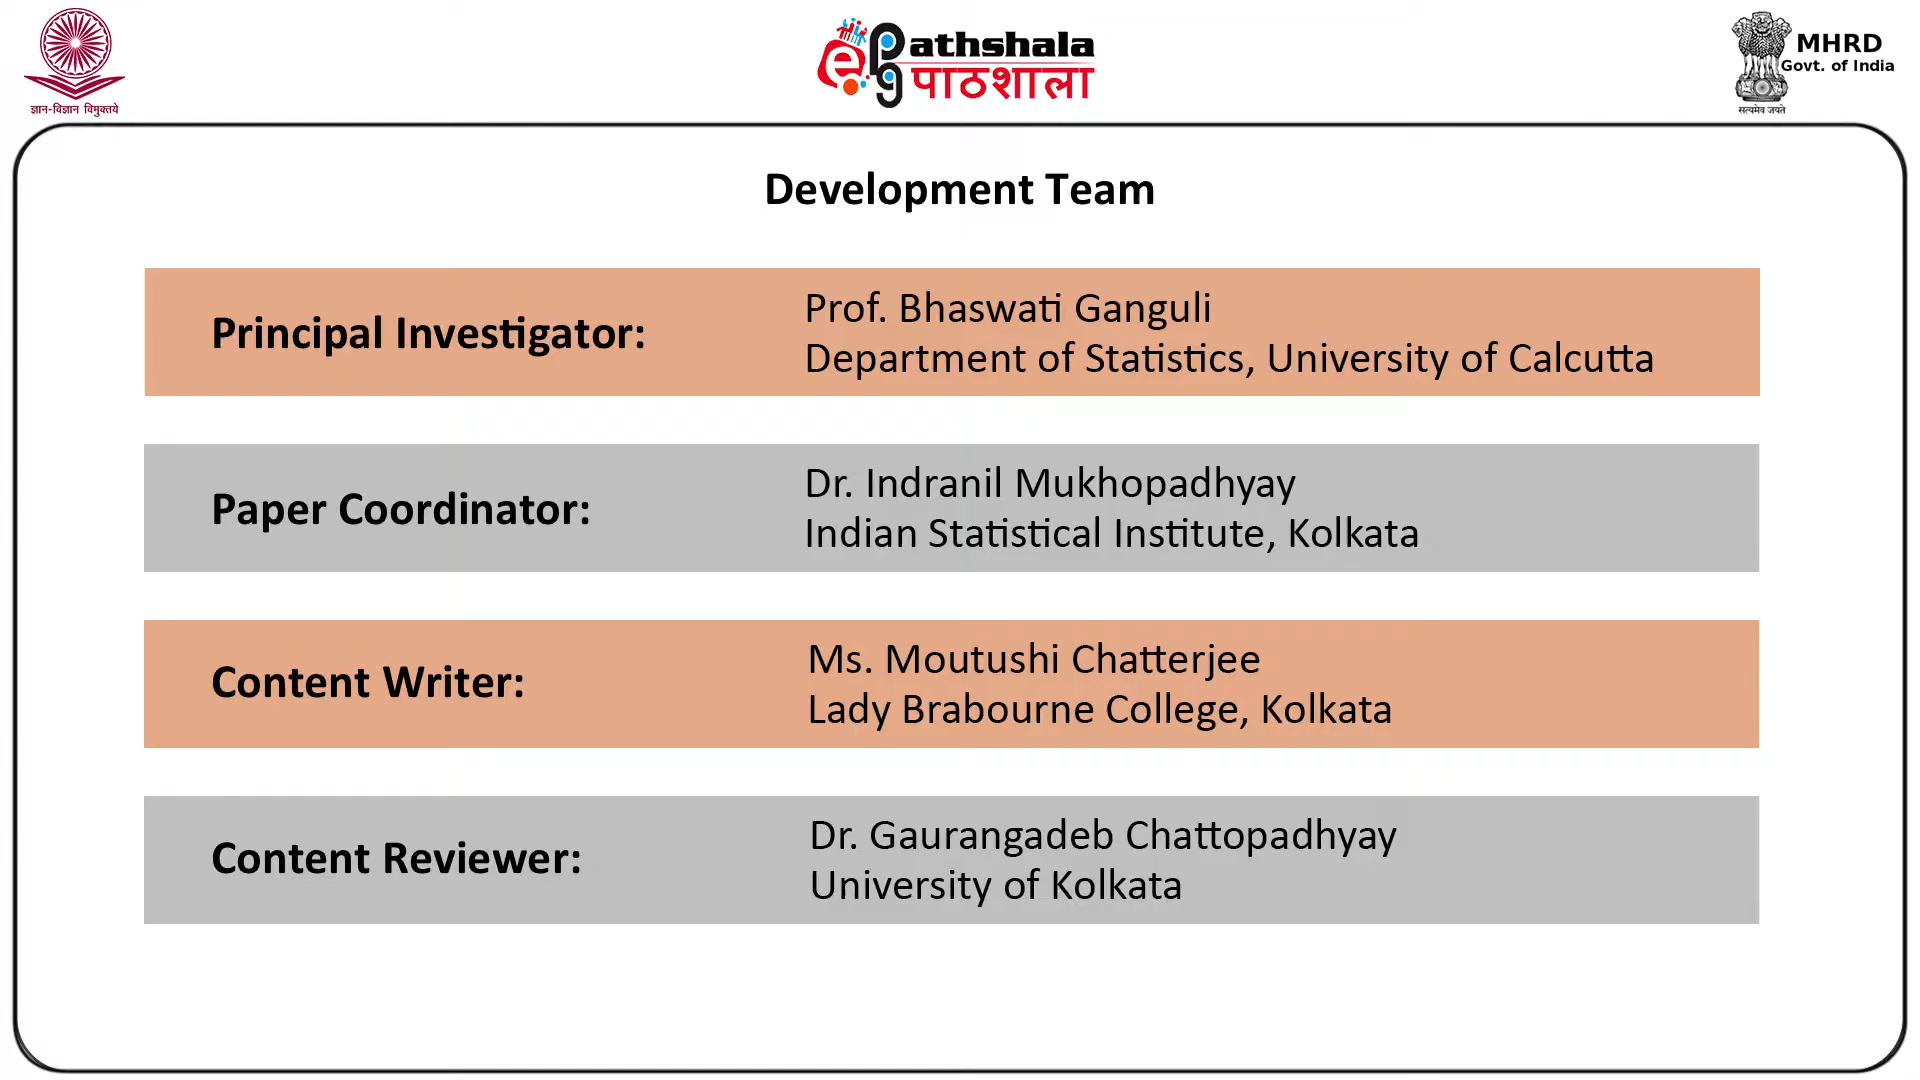 ज्ञान-विज्ञान विमुक्तये
ePG Pathshala
पाठशाला
MHRD
Govt. of India
सत्यमेव जयते
Development Team
Principal Investigator:
Prof. Bhaswati Ganguli
Department of Statistics, University of Calcutta
Paper Coordinator:
Dr. Indranil Mukhopadhyay
Indian Statistical Institute, Kolkata
Content Writer:
Ms. Moutushi Chatterjee
Lady Brabourne College, Kolkata
Content Reviewer:
Dr. Gaurangadeb Chattopadhyay
University of Kolkata